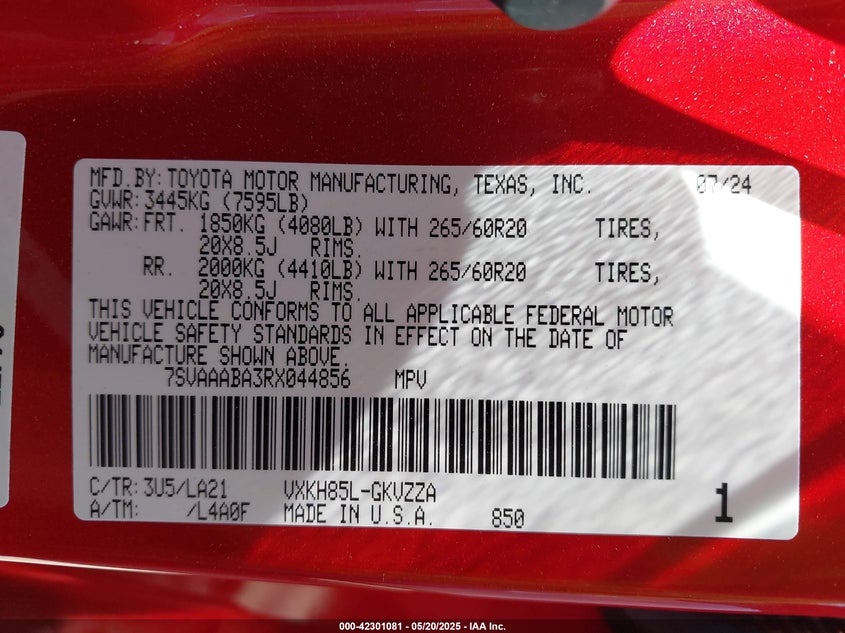 MFD.BY:TOYOTA MOTOR MANUFACTURING, TEXAS, INC. 07/24
GVWR:3445KG (7595LB)
GAWR:FRT. 1850KG (4080LB) WITH 265/60R20 TIRES,
20X8.5J RIMS.
RR. 2000KG (4410LB) WITH 265/60R20 TIRES,
20X8.5J RIMS.
THIS VEHICLE CONFORMS TO ALL APPLICABLE FEDERAL MOTOR
VEHICLE SAFETY STANDARDS IN EFFECT ON THE DATE OF
MANUFACTURE SHOWN ABOVE.
7SVAAABA3RX044856 MPV
C/TR:3U5/LA21 VXKH85L-GKVZZA
A/TM: /L4A0F MADE IN U.S.A. 850 1
000-42301081 - 05/20/2025 - IAA Inc.